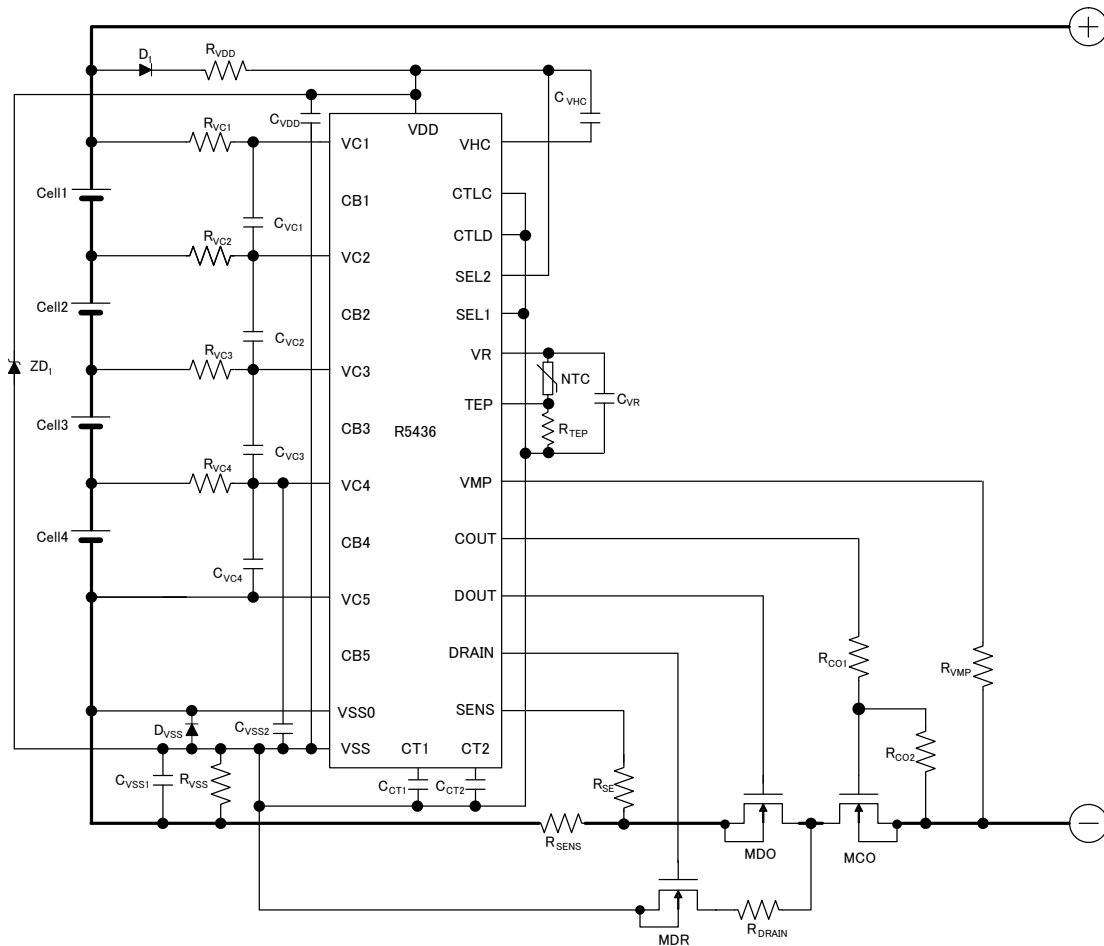 +
D1
RVDD
CVHC
CVDD
VDD
RVC1
VC1
VHC
Cell1
CB1
CTLC
CVC1
CTLD
RVC2
VC2
SEL2
Cell2
CB2
SEL1
CVC2
RVC3
VC3
VR
ZD1
NTC
CVR
TEP
Cell3
CB3
R5436
RTEP
CVC3
RVC4
VC4
VMP
Cell4
CB4
COUT
CVC4
VC5
DOUT
CB5
DRAIN
RCO1
RVMP
VSS0
SENS
DVSS
CVSS2
VSS
CT1
CT2
RCO2
CVSS1
RVSS
CCT1
CCT2
RSE
−
RSENS
MDO
MCO
RDRAIN
MDR